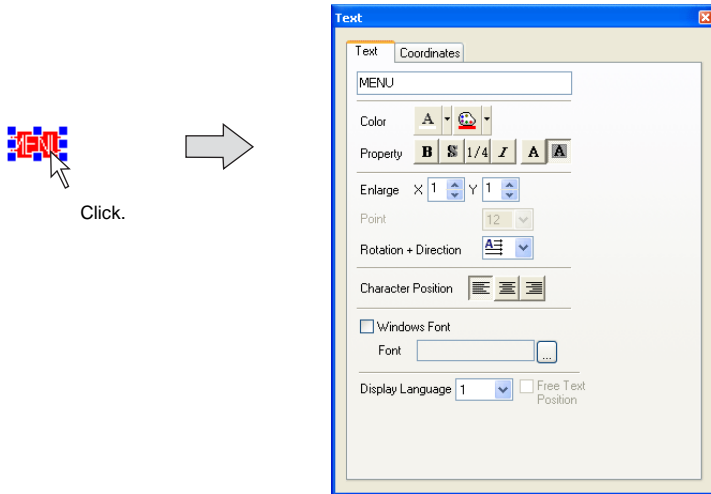 Text
Text Coordinates
MENU
Color A
Property B S 1/4 I A A
MENU
Enlarge X 1 Y 1
Click.
Point 12
Rotation + Direction A
Character Position
Windows Font
Font ...
Display Language 1 Free Text
Position